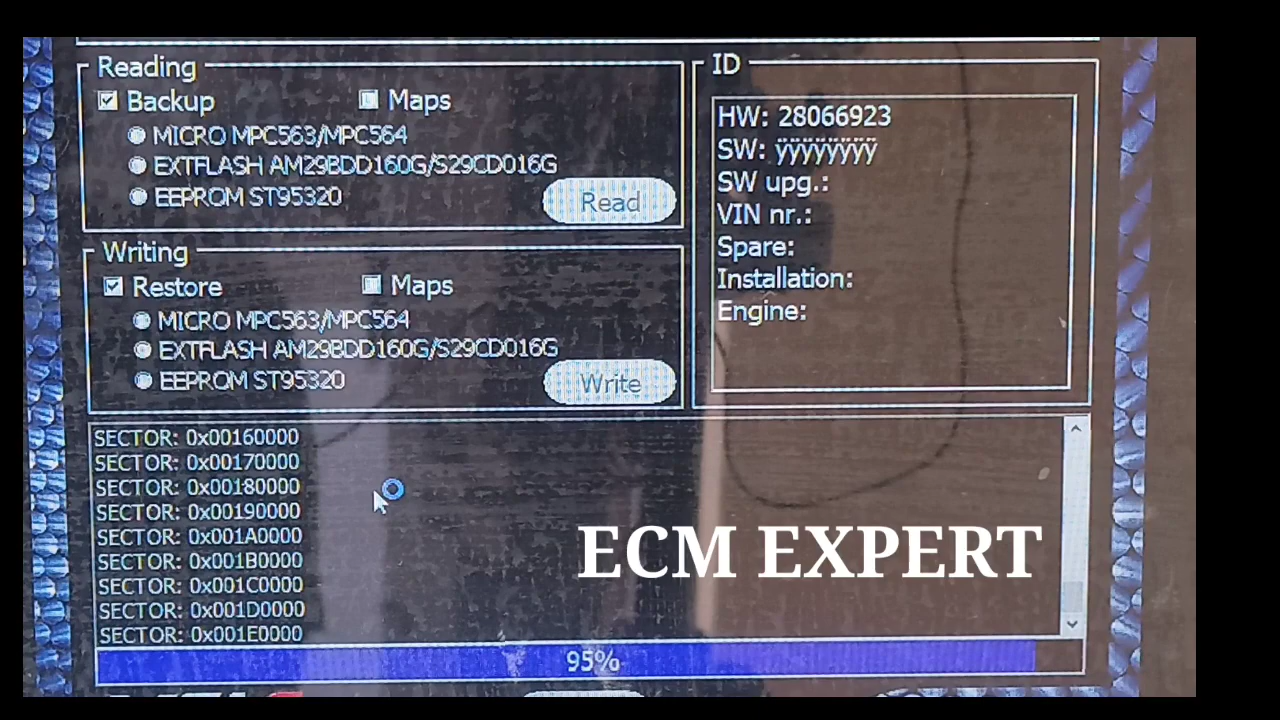 Reading
Backup Maps
MICRO MPC563/MPC564
EXTFLASH AM29BDD160G/S29CD016G
EEPROM ST95320
Read
Writing
Restore Maps
MICRO MPC563/MPC564
EXTFLASH AM29BDD160G/S29CD016G
EEPROM ST95320
Write
ID
HW: 28066923
SW: ÿÿÿÿÿÿÿÿ
SW upg.:
VIN nr.:
Spare:
Installation:
Engine:
SECTOR: 0x00160000
SECTOR: 0x00170000
SECTOR: 0x00180000
SECTOR: 0x00190000
SECTOR: 0x001A0000
SECTOR: 0x001B0000
SECTOR: 0x001C0000
SECTOR: 0x001D0000
SECTOR: 0x001E0000
ECM EXPERT
95%